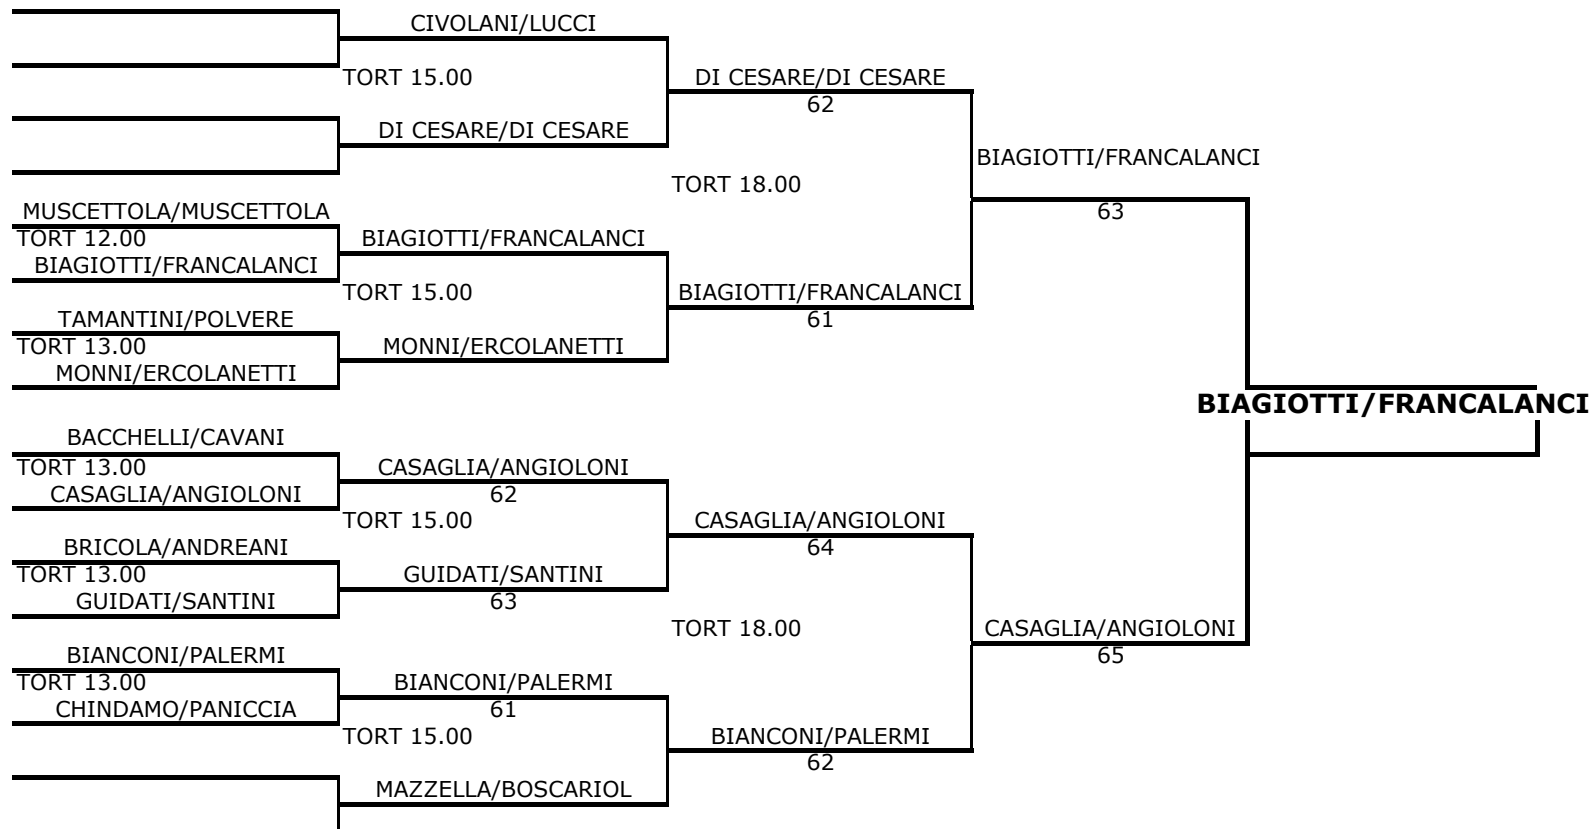 CIVOLANI/LUCCI
TORT 15.00
DI CESARE/DI CESARE
62
DI CESARE/DI CESARE
BIAGIOTTI/FRANCALANCI
TORT 18.00
63
MUSCETTOLA/MUSCETTOLA
TORT 12.00
BIAGIOTTI/FRANCALANCI
BIAGIOTTI/FRANCALANCI
TORT 15.00
BIAGIOTTI/FRANCALANCI
61
TAMANTINI/POLVERE
TORT 13.00
MONNI/ERCOLANETTI
MONNI/ERCOLANETTI
BIAGIOTTI/FRANCALANCI
BACCHELLI/CAVANI
TORT 13.00
CASAGLIA/ANGIOLONI
CASAGLIA/ANGIOLONI
62
TORT 15.00
CASAGLIA/ANGIOLONI
64
BRICOLA/ANDREANI
TORT 13.00
GUIDATI/SANTINI
GUIDATI/SANTINI
63
TORT 18.00
CASAGLIA/ANGIOLONI
65
BIANCONI/PALERMI
TORT 13.00
CHINDAMO/PANICCIA
BIANCONI/PALERMI
61
TORT 15.00
BIANCONI/PALERMI
62
MAZZELLA/BOSCARIOL